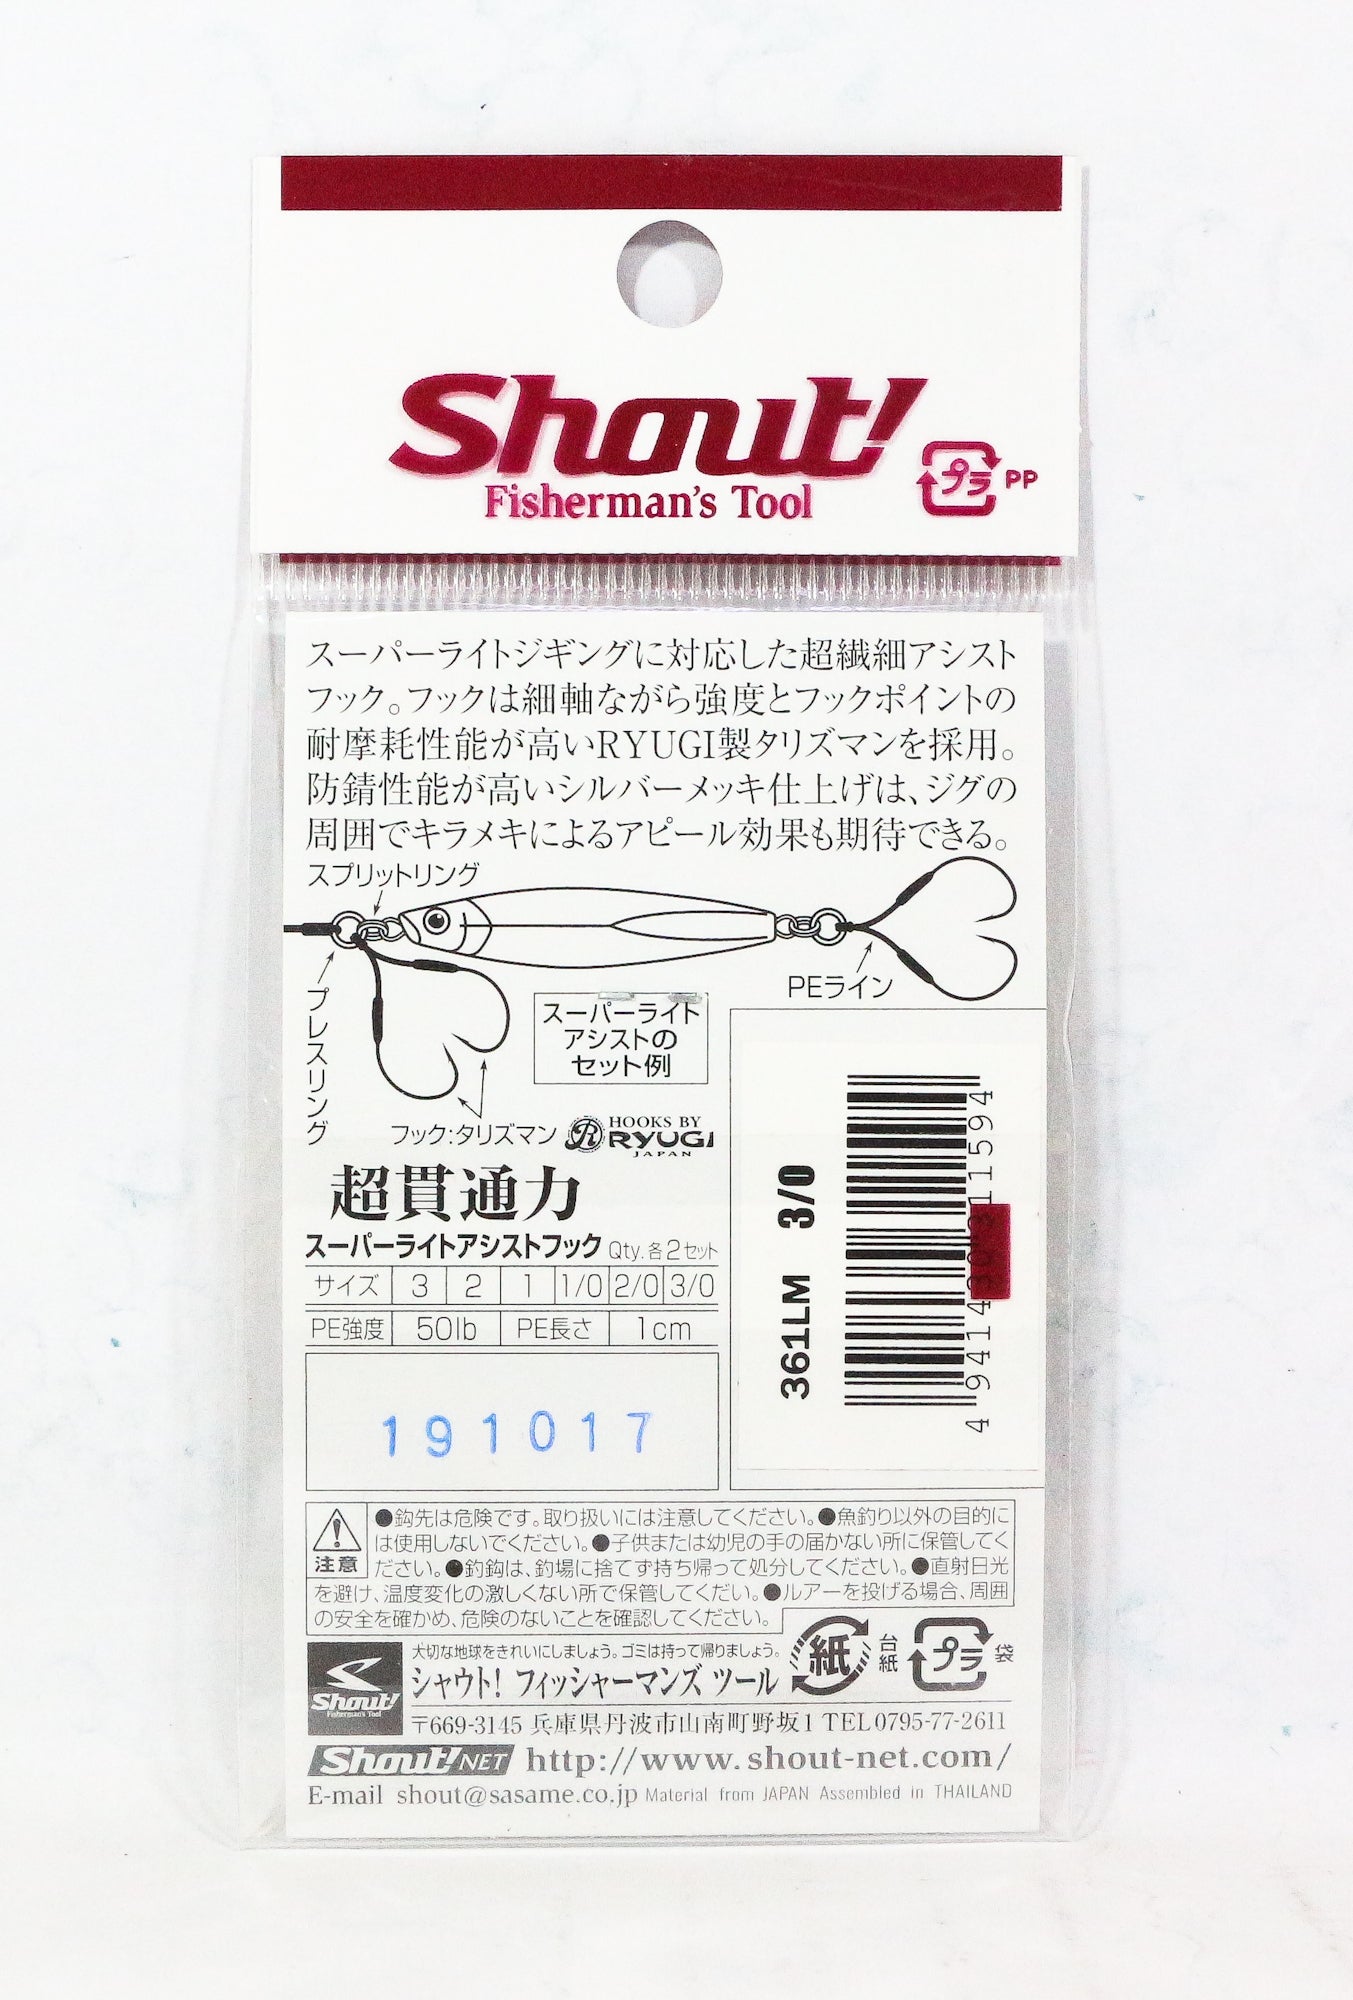 Shout!
Fisherman's Tool
プラ PP
スーパーライトジギングに対応した超繊細アシスト
フック。フックは細軸ながら強度とフックポイントの
耐摩耗性能が高いRYUGI製タリズマンを採用。
防錆性能が高いシルバーメッキ仕上げは、ジグの
周囲でキラメキによるアピール効果も期待できる。
スプリットリング
PEライン
プレスリング
スーパーライト
アシストの
セット例
フック:タリズマン
R HOOKS BY
RYUGI
JAPAN
超貫通力
スーパーライトアシストフック Qty.各2セット
サイズ 3 2 1 1/0 2/0 3/0
PE強度 50lb PE長さ 1cm
191017
361LM 3/0
注意
●鈎先は危険です。取り扱いには注意してください。●魚釣り以外の目的に
は使用しないでください。●子供または幼児の手の届かない所に保管してく
ださい。●釣鈎は、釣場に捨てず持ち帰って処分してください。●直射日光
を避け、温度変化の激しくない所で保管してくだい。●ルアーを投げる場合、周囲
の安全を確かめ、危険のないことを確認してください。
大切な地球をきれいにしましょう。ゴミは持って帰りましょう。
シャウト! フィッシャーマンズ ツール
紙 台紙 プラ 袋
Shout!
Fisherman's Tool
〒669-3145 兵庫県丹波市山南町野坂1 TEL0795-77-2611
Shout!NET http://www.shout-net.com/
E-mail shout@sasame.co.jp Material from JAPAN Assembled in THAILAND